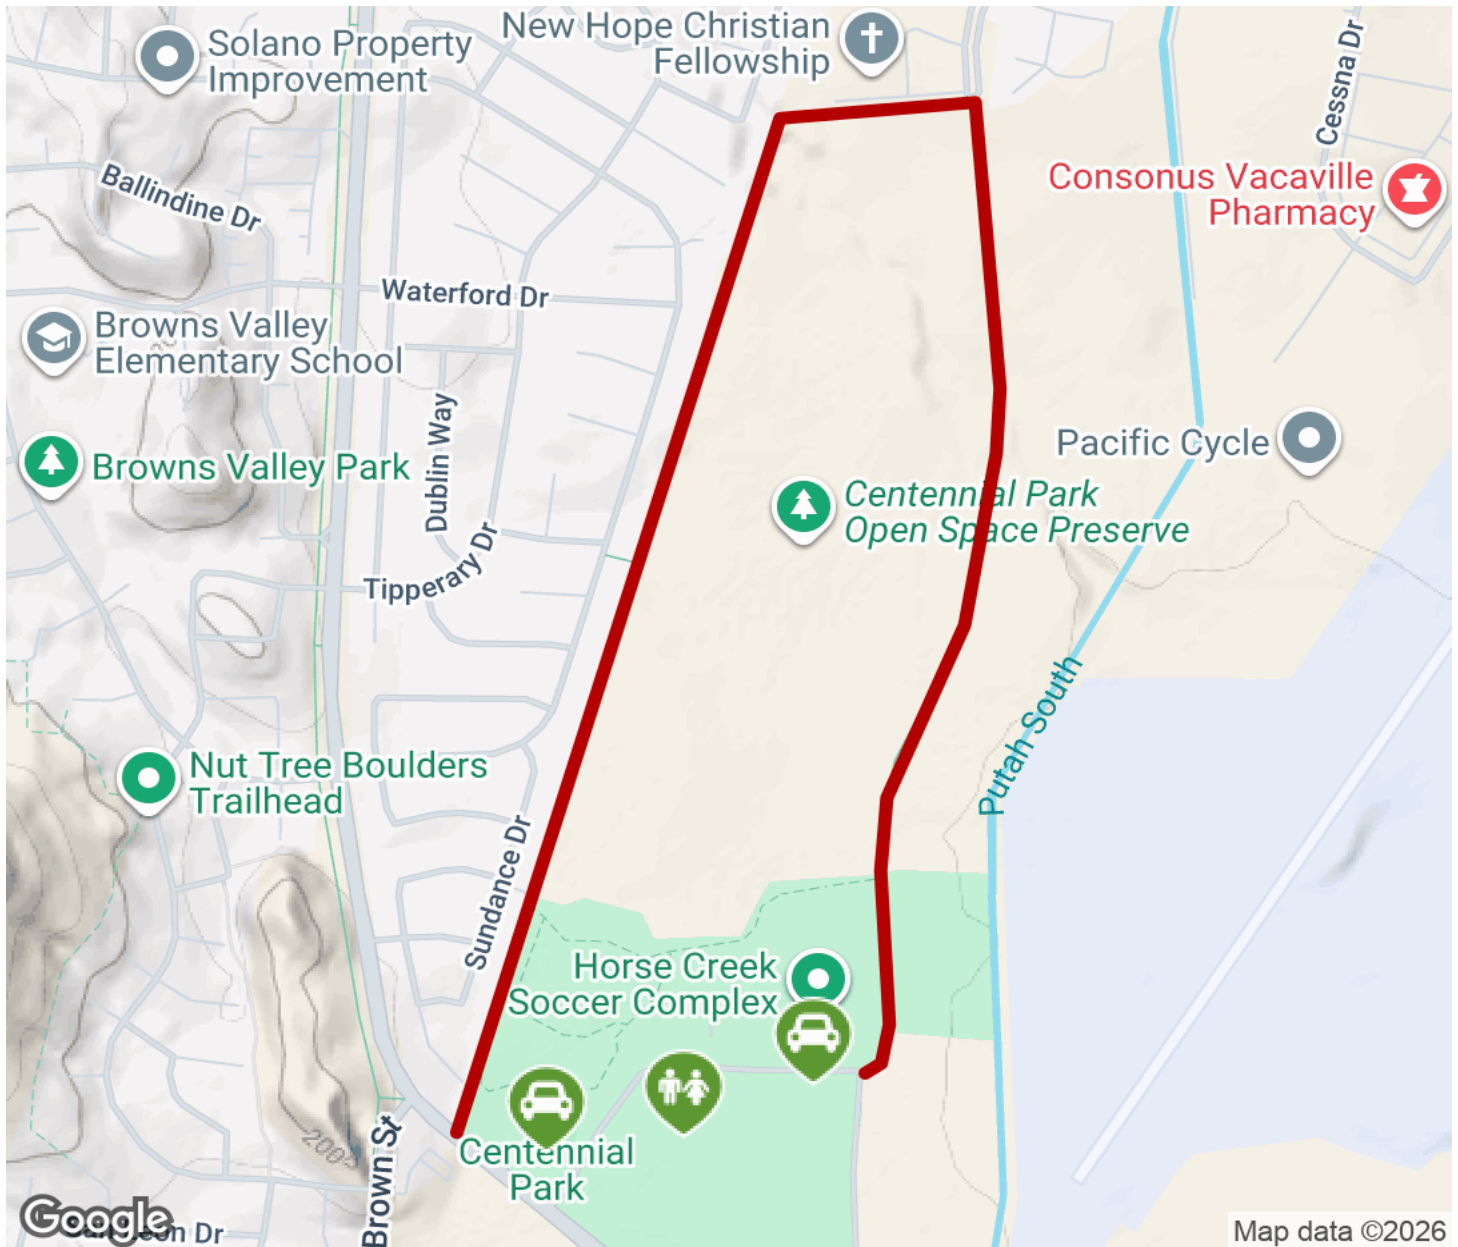 New Hope Christian
Fellowship
Solano Property
Improvement
Cessna Dr
Ballindine Dr
Consonus Vacaville
Pharmacy
Waterford Dr
Browns Valley
Elementary School
Dublin Way
Pacific Cycle
Browns Valley Park
Centennial Park
Open Space Preserve
Tipperary Dr
Putah South
Nut Tree Boulders
Trailhead
Sundance Dr
Horse Creek
Soccer Complex
200
Centennial
Park
Brown St
Google
Map data ©2026